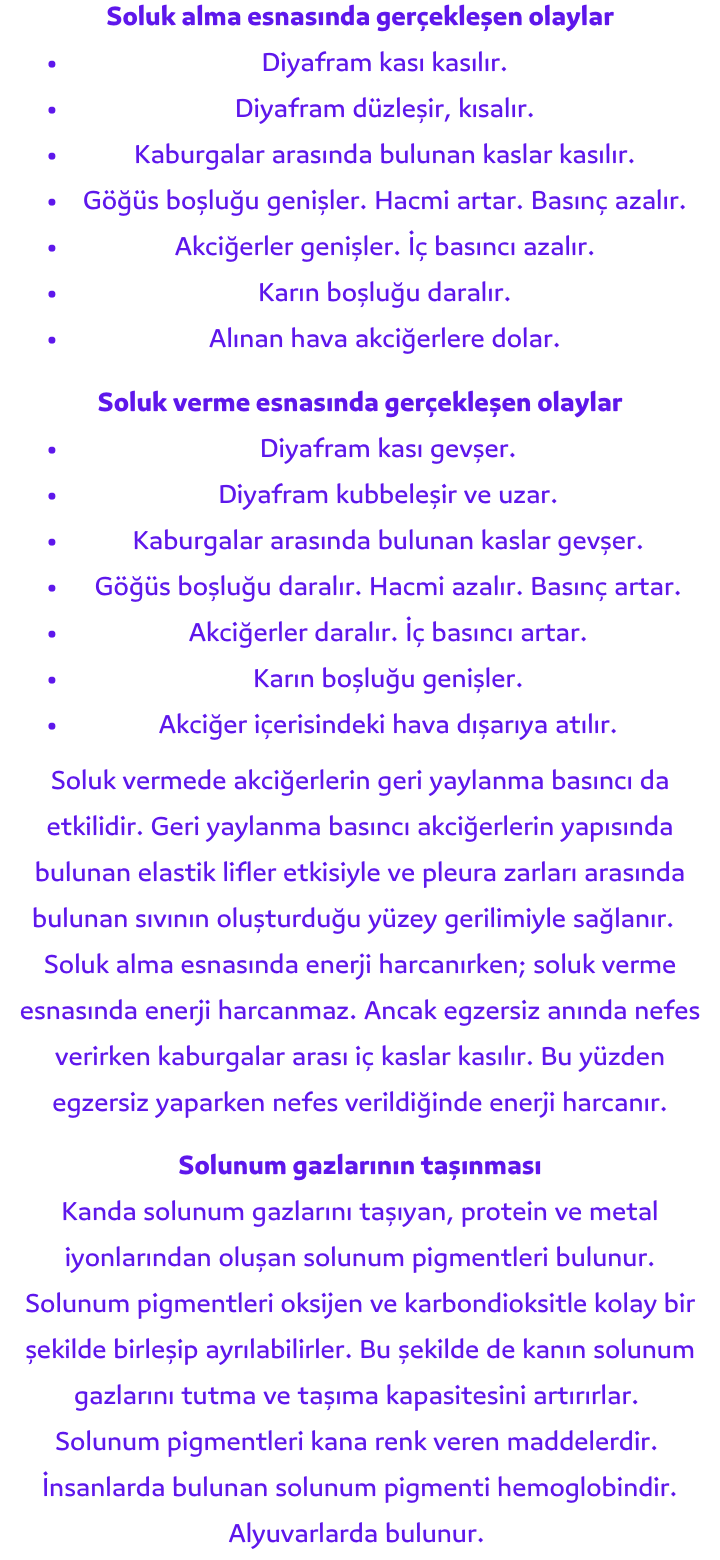 Soluk alma esnasında gerçekleşen olaylar
• Diyafram kası kasılır.
• Diyafram düzleşir, kısalır.
• Kaburgalar arasında bulunan kaslar kasılır.
• Göğüs boşluğu genişler. Hacmi artar. Basınç azalır.
• Akciğerler genişler. İç basıncı azalır.
• Karın boşluğu daralır.
• Alınan hava akciğerlere dolar.
Soluk verme esnasında gerçekleşen olaylar
• Diyafram kası gevşer.
• Diyafram kubbeleşir ve uzar.
• Kaburgalar arasında bulunan kaslar gevşer.
• Göğüs boşluğu daralır. Hacmi azalır. Basınç artar.
• Akciğerler daralır. İç basıncı artar.
• Karın boşluğu genişler.
• Akciğer içerisindeki hava dışarıya atılır.
Soluk vermede akciğerlerin geri yaylanma basıncı da
etkilidir. Geri yaylanma basıncı akciğerlerin yapısında
bulunan elastik lifler etkisiyle ve pleura zarları arasında
bulunan sıvının oluşturduğu yüzey gerilimiyle sağlanır.
Soluk alma esnasında enerji harcanırken; soluk verme
esnasında enerji harcanmaz. Ancak egzersiz anında nefes
verirken kaburgalar arası iç kaslar kasılır. Bu yüzden
egzersiz yaparken nefes verildiğinde enerji harcanır.
Solunum gazlarının taşınması
Kanda solunum gazlarını taşıyan, protein ve metal
iyonlarından oluşan solunum pigmentleri bulunur.
Solunum pigmentleri oksijen ve karbondioksitle kolay bir
şekilde birleşip ayrılabilirler. Bu şekilde de kanın solunum
gazlarını tutma ve taşıma kapasitesini artırırlar.
Solunum pigmentleri kana renk veren maddelerdir.
İnsanlarda bulunan solunum pigmenti hemoglobindir.
Alyuvarlarda bulunur.